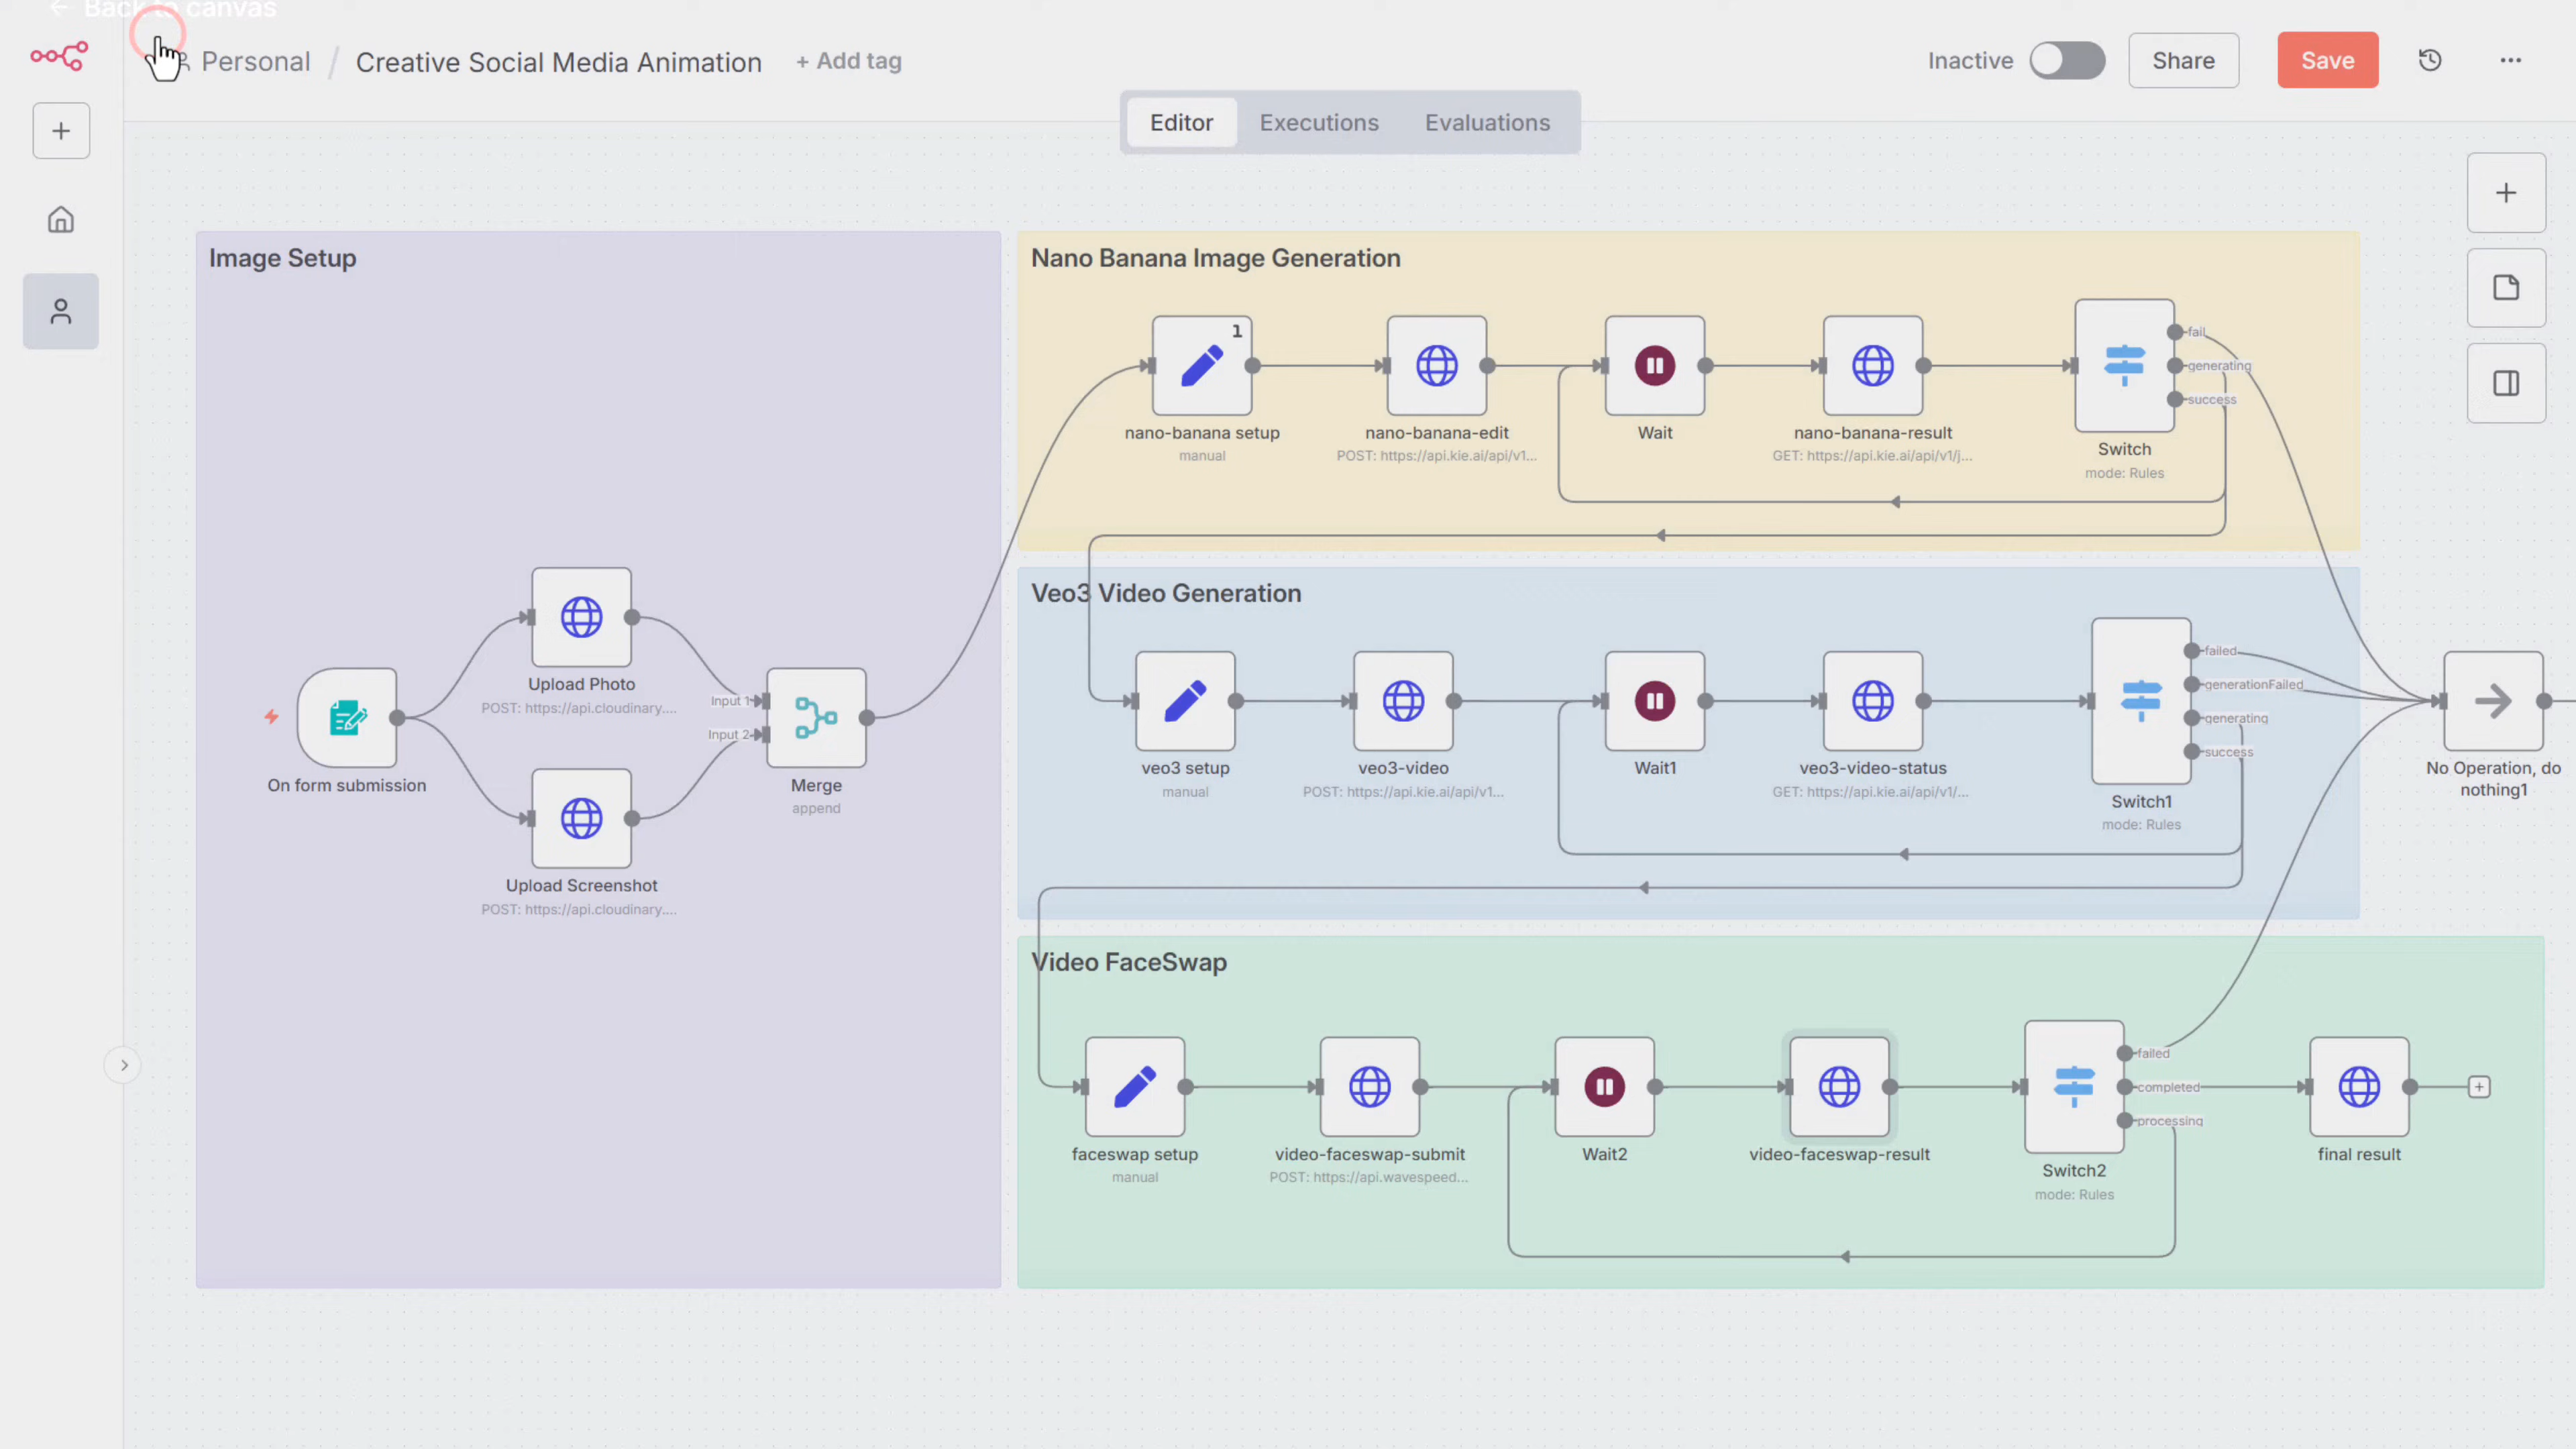 Back to canvas
Personal / Creative Social Media Animation + Add tag
Inactive
Share
Save
Editor Executions Evaluations
Image Setup
On form submission
Upload Photo
POST: https://api.cloudinary....
Upload Screenshot
POST: https://api.cloudinary....
Input 1
Input 2
Merge
append
Nano Banana Image Generation
1
nano-banana setup
manual
nano-banana-edit
POST: https://api.kie.ai/api/v1...
Wait
nano-banana-result
GET: https://api.kie.ai/api/v1/j...
Switch
mode: Rules
fail
generating
success
Veo3 Video Generation
veo3 setup
manual
veo3-video
POST: https://api.kie.ai/api/v1...
Wait1
veo3-video-status
GET: https://api.kie.ai/api/v1/...
Switch1
mode: Rules
failed
generationFailed
generating
success
No Operation, do
nothing1
Video FaceSwap
faceswap setup
manual
video-faceswap-submit
POST: https://api.wavespeed...
Wait2
video-faceswap-result
Switch2
mode: Rules
failed
completed
processing
final result